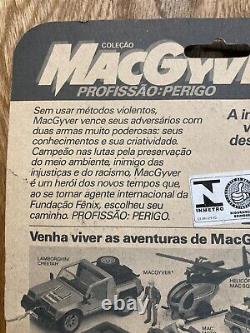 COLEÇÃO
MACGYVER
PROFISSÃO: PERIGO
Sem usar métodos violentos,
MacGyver vence seus adversários com
duas armas muito poderosas: seus
conhecimentos e sua criatividade.
Campeão nas lutas pela preservação
do meio ambiente, inimigo das
injustiças e do racismo, MacGyver
é um herói dos novos tempos que,
ao se tornar agente internacional da
Fundação Fênix, escolheu seu
caminho. PROFISSÃO: PERIGO.
A in
INMETRO
Venha viver as aventuras de MacG
LAMBORGHINI
CHEETAH
MACGYVER
HELICÓ
MAC